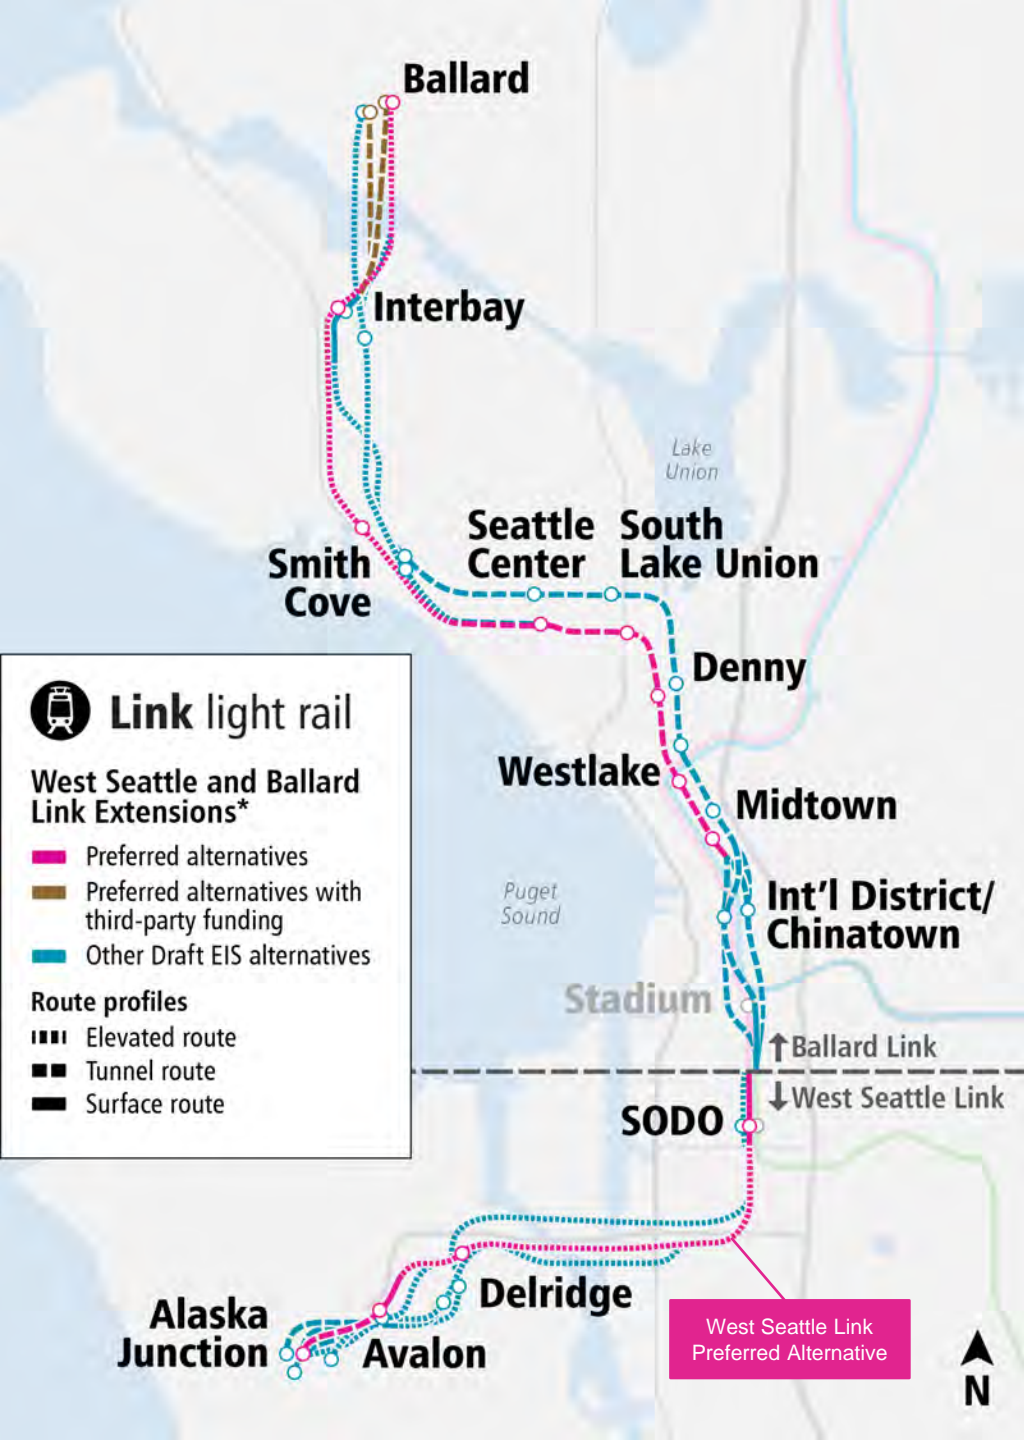 Ballard
Interbay
Lake
Union
Seattle
Center
South
Lake Union
Smith
Cove
Denny
Westlake
Midtown
Int'l District/
Chinatown
Puget
Sound
Stadium
Ballard Link
West Seattle Link
SODO
Delridge
Alaska
Junction
Avalon
West Seattle Link
Preferred Alternative
N
Link light rail
West Seattle and Ballard
Link Extensions*
Preferred alternatives
Preferred alternatives with
third-party funding
Other Draft EIS alternatives
Route profiles
Elevated route
Tunnel route
Surface route